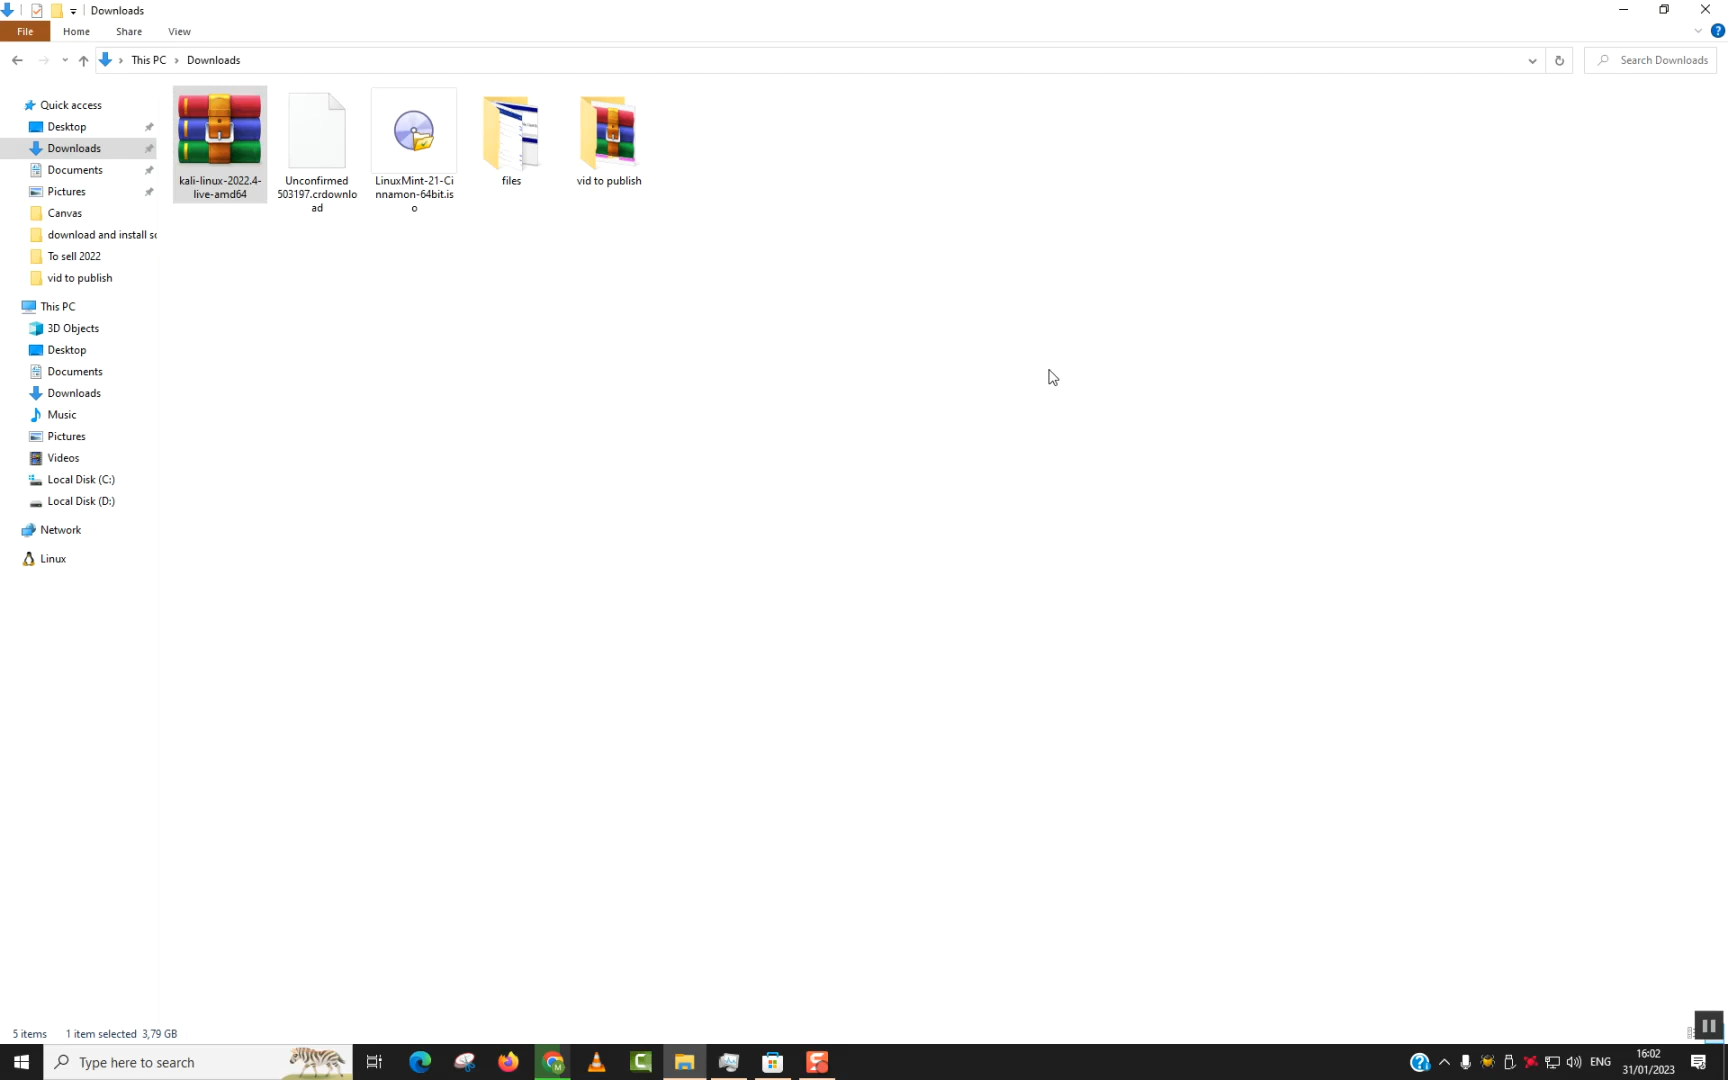 Downloads
File
Home
Share
View
This PC
Downloads
Search Downloads
Quick access
Desktop
Downloads
Documents
Pictures
Canvas
download and install so
To sell 2022
vid to publish
This PC
3D Objects
Desktop
Documents
Downloads
Music
Pictures
Videos
Local Disk (C:)
Local Disk (D:)
Network
Linux
kali-linux-2022.4-
live-amd64
Unconfirmed
503197.crdownlo
ad
LinuxMint-21-Ci
nnamon-64bit.is
o
files
vid to publish
5 items
1 item selected 3,79 GB
Type here to search
ENG
16:02
31/01/2023